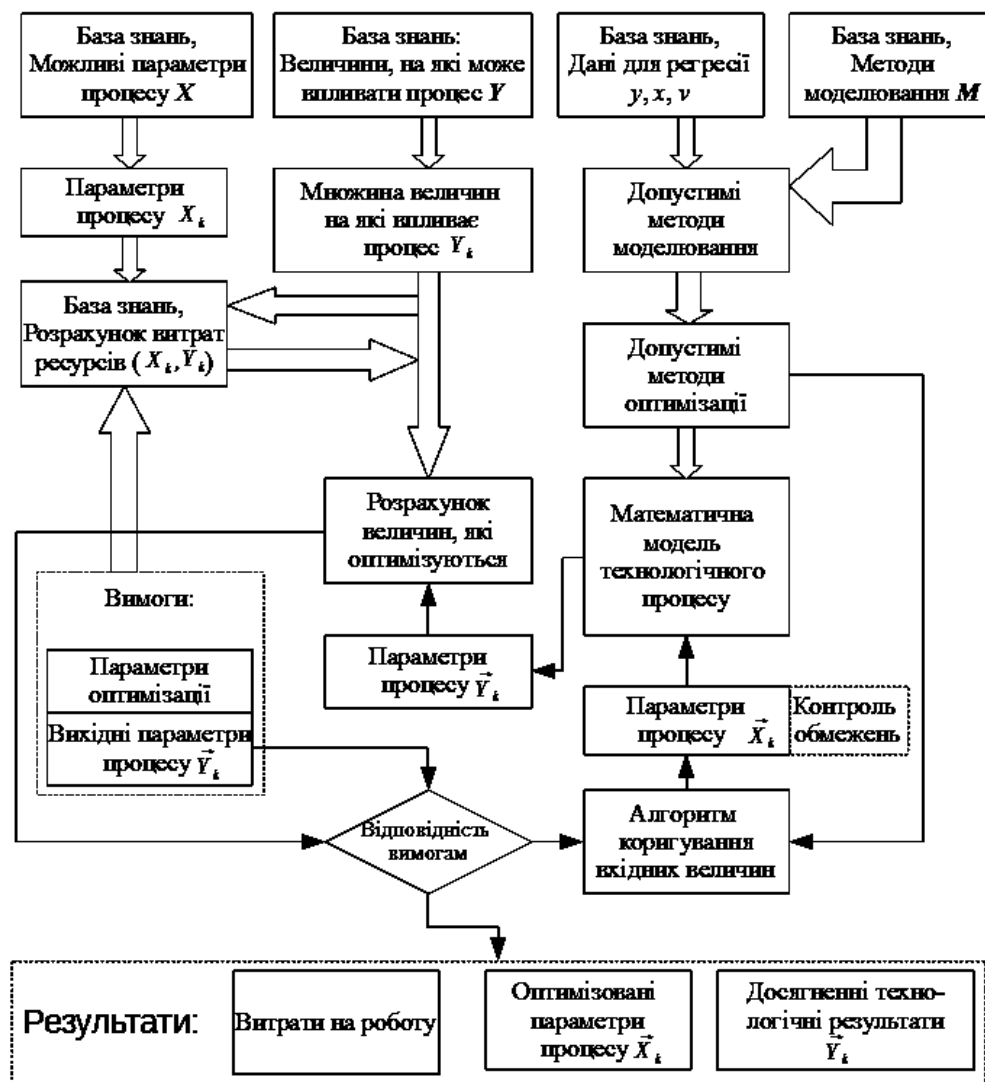 База знань,
Можливі параметри
процесу X
База знань:
Величини, на які може
впливати процес Y
База знань,
Дані для регресії
y, x, v
База знань,
Методи
моделювання M
Параметри
процесу X_k
Множина величин
на які впливає
процес Y_k
Допустимі
методи
моделювання
База знань,
Розрахунок витрат
ресурсів (X_k, Y_k)
Допустимі
методи
оптимізації
Розрахунок
величин, які
оптимізуються
Математична
модель
технологічного
процесу
Вимоги:
Параметри
оптимізації
Вихідні параметри
процесу Y⃗_k
Параметри
процесу Y⃗_k
Параметри
процесу X⃗_k
Контроль
обмежень
Відповідність
вимогам
Алгоритм
коригування
вхідних величин
Результати:
Витрати на роботу
Оптимізовані
параметри
процесу X⃗_k
Досягненні техно-
логічні результати
Y⃗_k